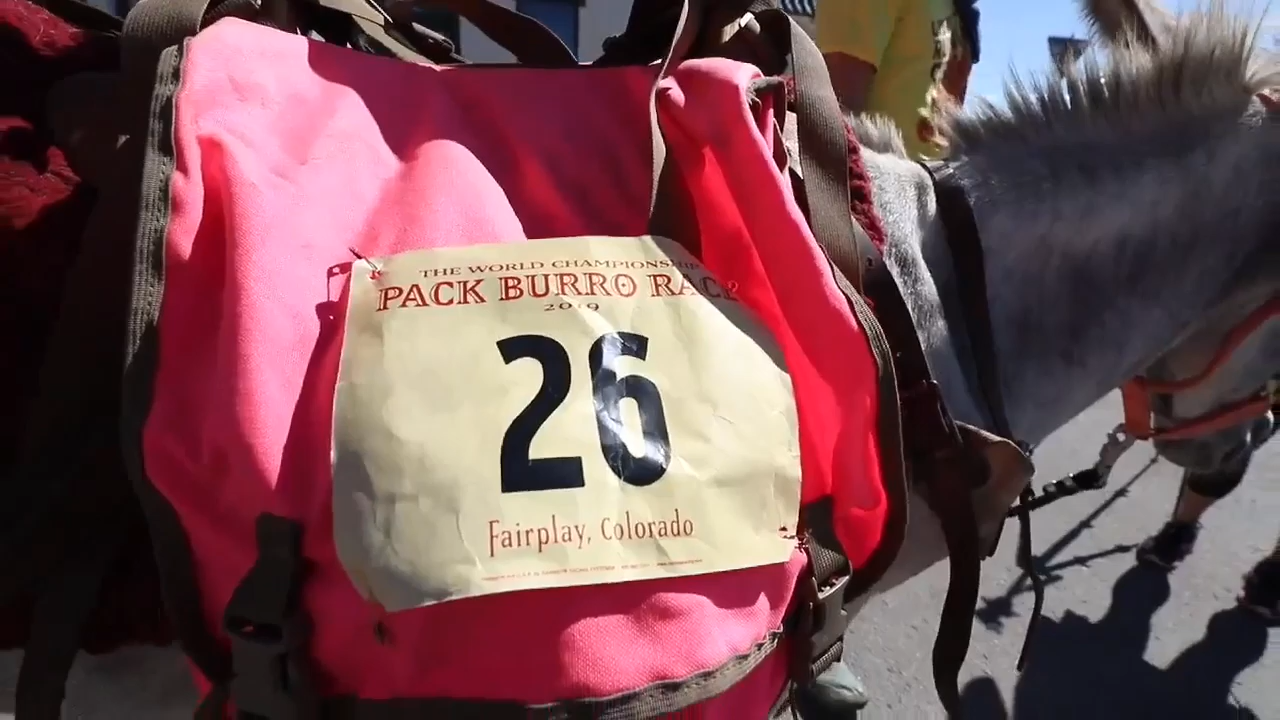 THE WORLD CHAMPIONSHIP
PACK BURRO RACE
2019
26
Fairplay, Colorado